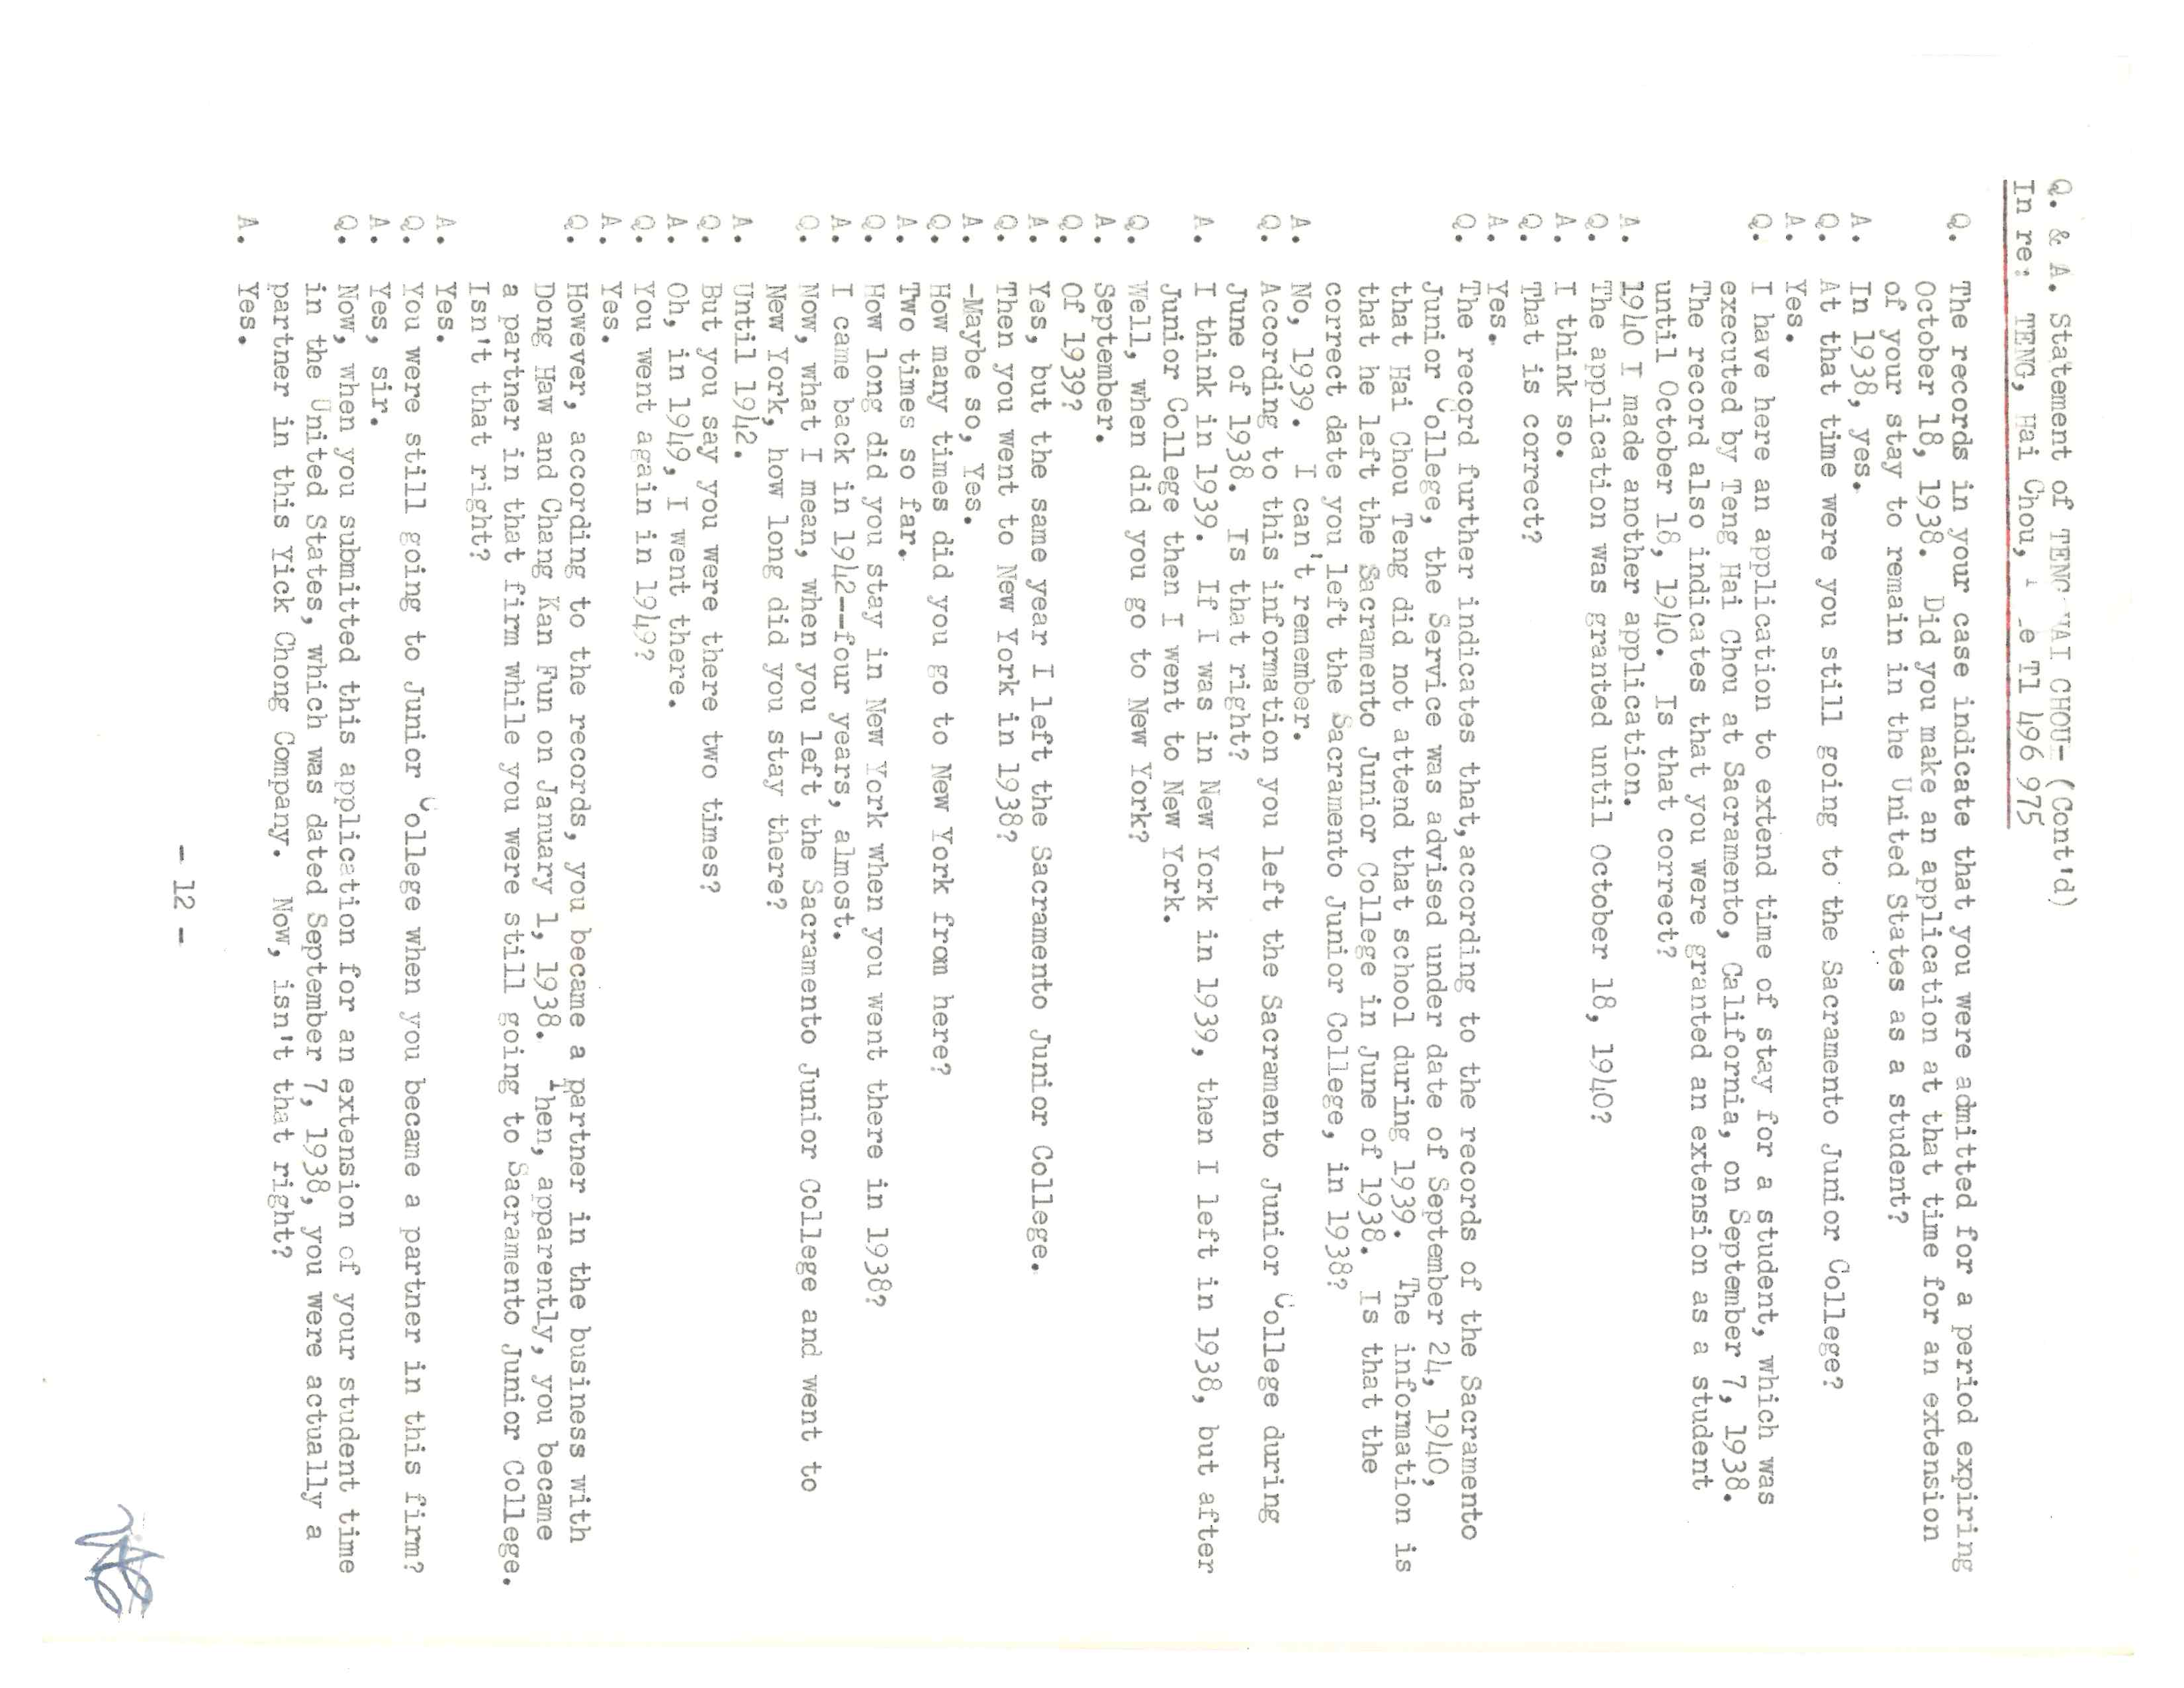 Q. & A. Statement of TENG HAI CHOU- (Cont'd)
In re: TENG, Hai Chou, T1 496 975
Q. The records in your case indicate that you were admitted for a period expiring
October 18, 1938. Did you make an application at that time for an extension
of your stay to remain in the United States as a student?
A. In 1938, yes.
Q. At that time were you still going to the Sacramento Junior College?
A. Yes.
Q. I have here an application to extend time of stay for a student, which was
executed by Teng Hai Chou at Sacramento, California, on September 7, 1938.
The record also indicates that you were granted an extension as a student
until October 18, 1940. Is that correct?
A. 1940 I made another application.
Q. The application was granted until October 18, 1940?
A. I think so.
Q. That is correct?
A. Yes.
Q. The record further indicates that, according to the records of the Sacramento
Junior College, the Service was advised under date of September 24, 1940,
that Hai Chou Teng did not attend that school during 1939. The information is
that he left the Sacramento Junior College in June of 1938. Is that the
correct date you left the Sacramento Junior College, in 1938?
A. No, 1939. I can't remember.
Q. According to this information you left the Sacramento Junior College during
June of 1938. Is that right?
A. I think in 1939. If I was in New York in 1939, then I left in 1938, but after
Junior College then I went to New York.
Q. Well, when did you go to New York?
A. September.
Q. Of 1939?
A. Yes, but the same year I left the Sacramento Junior College.
Q. Then you went to New York in 1938?
A. -Maybe so, Yes.
Q. How many times did you go to New York from here?
A. Two times so far.
Q. How long did you stay in New York when you went there in 1938?
A. I came back in 1942--four years, almost.
Q. Now, what I mean, when you left the Sacramento Junior College and went to
New York, how long did you stay there?
A. Until 1942.
Q. But you say you were there two times?
A. Oh, in 1949, I went there.
Q. You went again in 1949?
A. Yes.
Q. However, according to the records, you became a partner in the business with
Dong Haw and Chang Kan Fun on January 1, 1938. Then, apparently, you became
a partner in that firm while you were still going to Sacramento Junior College.
Isn't that right?
A. Yes.
Q. You were still going to Junior College when you became a partner in this firm?
A. Yes, sir.
Q. Now, when you submitted this application for an extension of your student time
in the United States, which was dated September 7, 1938, you were actually a
partner in this Yick Chong Company. Now, isn't that right?
A. Yes.
- 12 -